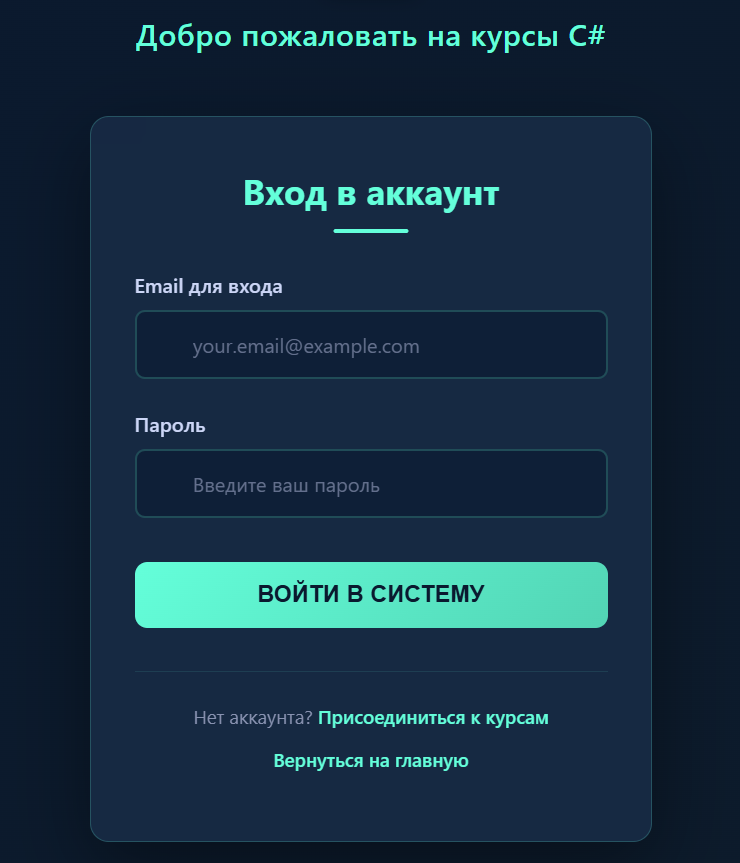 Добро пожаловать на курсы C#
Вход в аккаунт
Email для входа
your.email@example.com
Пароль
Введите ваш пароль
ВОЙТИ В СИСТЕМУ
Нет аккаунта? Присоединиться к курсам
Вернуться на главную